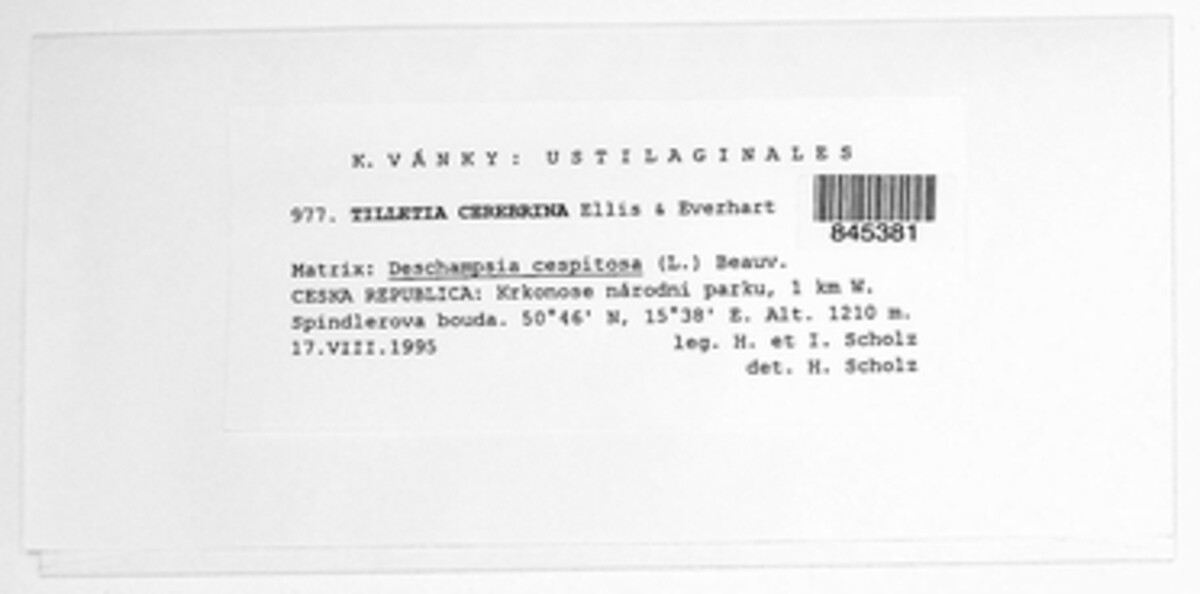 K. VÁNKY: USTILAGINALES
977. TILLETIA CEREBRINA Ellis & Everhart
845381
Matrix: Deschampsia cespitosa (L.) Beauv.
CESKA REPUBLICA: Krkonose národni parku, 1 km W.
Spindlerova bouda. 50°46' N, 15°38' E. Alt. 1210 m.
17.VIII.1995 leg. H. et I. Scholz
det. H. Scholz